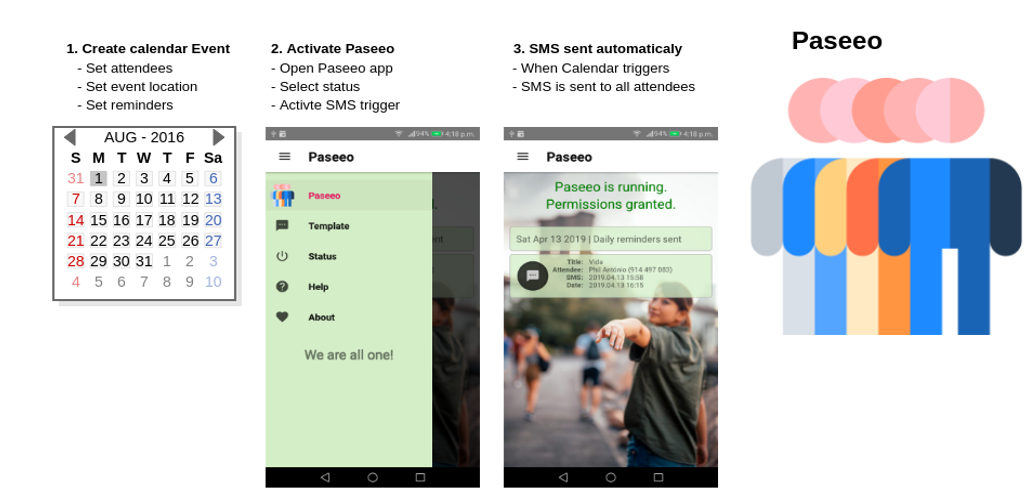 Paseeo
1. Create calendar Event
- Set attendees
- Set event location
- Set reminders
2. Activate Paseeo
- Open Paseeo app
- Select status
- Activte SMS trigger
3. SMS sent automaticaly
- When Calendar triggers
- SMS is sent to all attendees
AUG - 2016
S M T W T F Sa
31 1 2 3 4 5 6
7 8 9 10 11 12 13
14 15 16 17 18 19 20
21 22 23 24 25 26 27
28 29 30 31 1 2 3
4 5 6 7 8 9 10
94% 4:18 p.m.
Paseeo
Paseeo
Template
Status
Help
About
We are all one!
l.
ent
94% 4:18 p.m.
Paseeo
Paseeo is running.
Permissions granted.
Sat Apr 13 2019 | Daily reminders sent
Title: Vida
Attendee: Phil Antonio (914 497 083)
SMS: 2019.04.13 15:58
Date: 2019.04.13 16:15